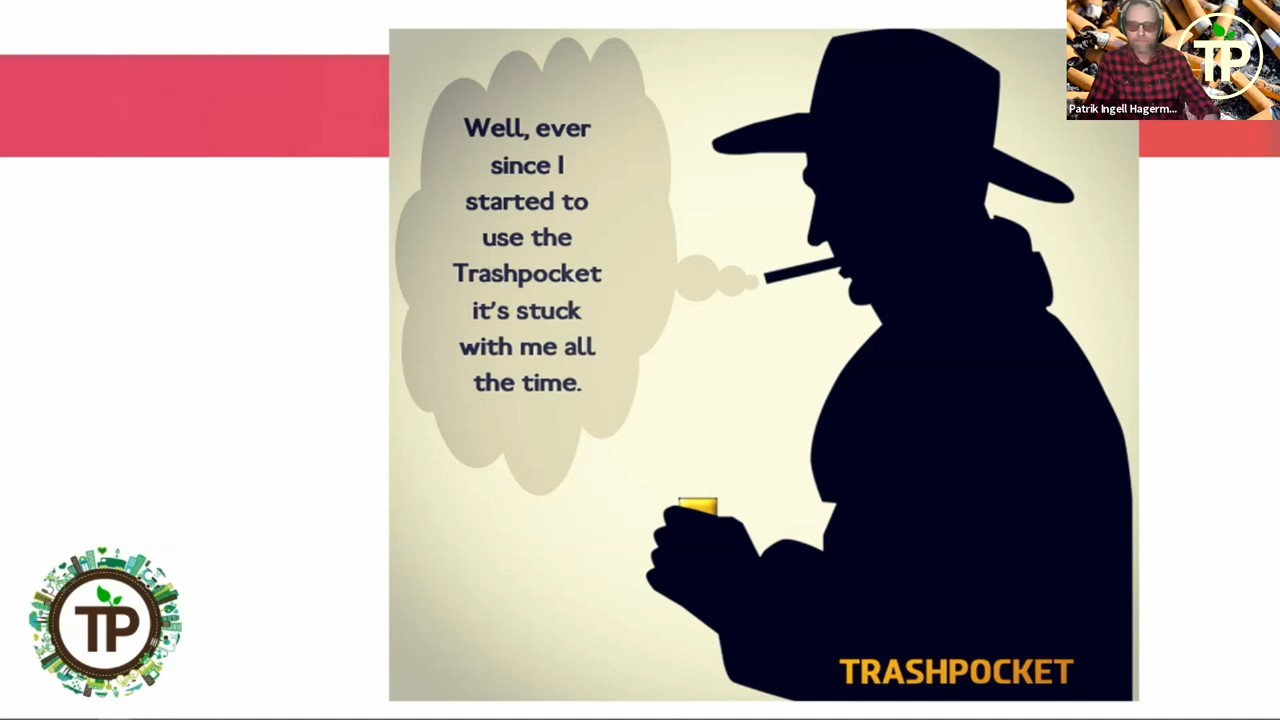 Well, ever
since I
started to
use the
Trashpocket
it's stuck
with me all
the time.
TRASHPOCKET
TP
TP
Patrik Ingell Hagerm...